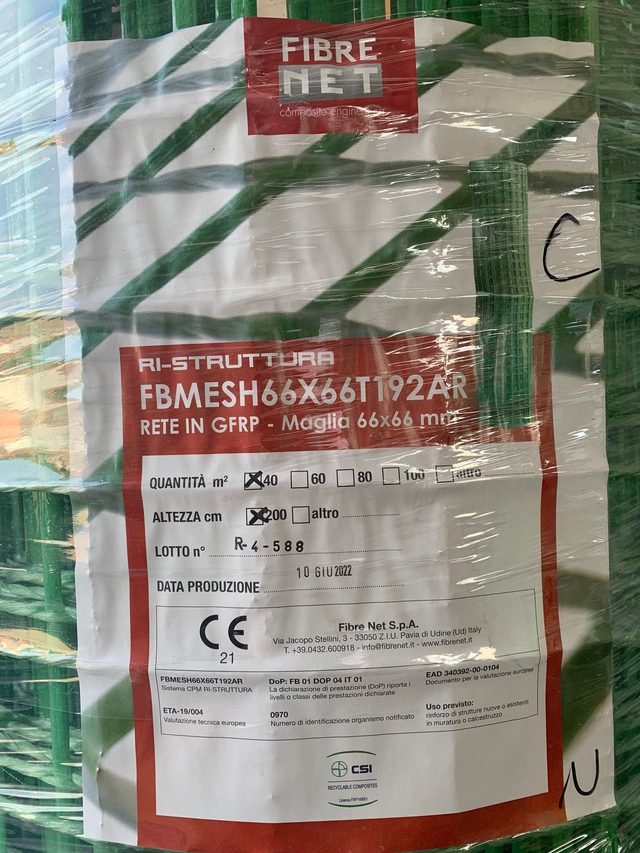 FIBRE
NET
composite engineering
C
RI-STRUTTURA
FBMESH66X66T192AR
RETE IN GFRP - Maglia 66x66 mm
QUANTITÀ m² 40 60 80 100 altro
ALTEZZA cm 200 altro
LOTTO n° R-4-588
DATA PRODUZIONE 10 GIU 2022
CE
21
Fibre Net S.p.A.
Via Jacopo Stellini, 3 - 33050 Z.I.U. Pavia di Udine (Ud) Italy
T. +39.0432.600918 - info@fibrenet.it - www.fibrenet.it
FBMESH66X66T192AR
Sistema CPM RI-STRUTTURA
ETA-19/004
Valutazione tecnica europea
DoP: FB 01 DOP 04 IT 01
La dichiarazione di prestazione (DoP) riporta i
livelli o classi delle prestazioni dichiarate
0970
Numero di identificazione organismo notificato
EAD 340392-00-0104
Documento per la valutazione europea
Uso previsto:
rinforzo di strutture nuove o esistenti
in muratura o calcestruzzo
CSI
RECYCLABLE COMPOSITES
N